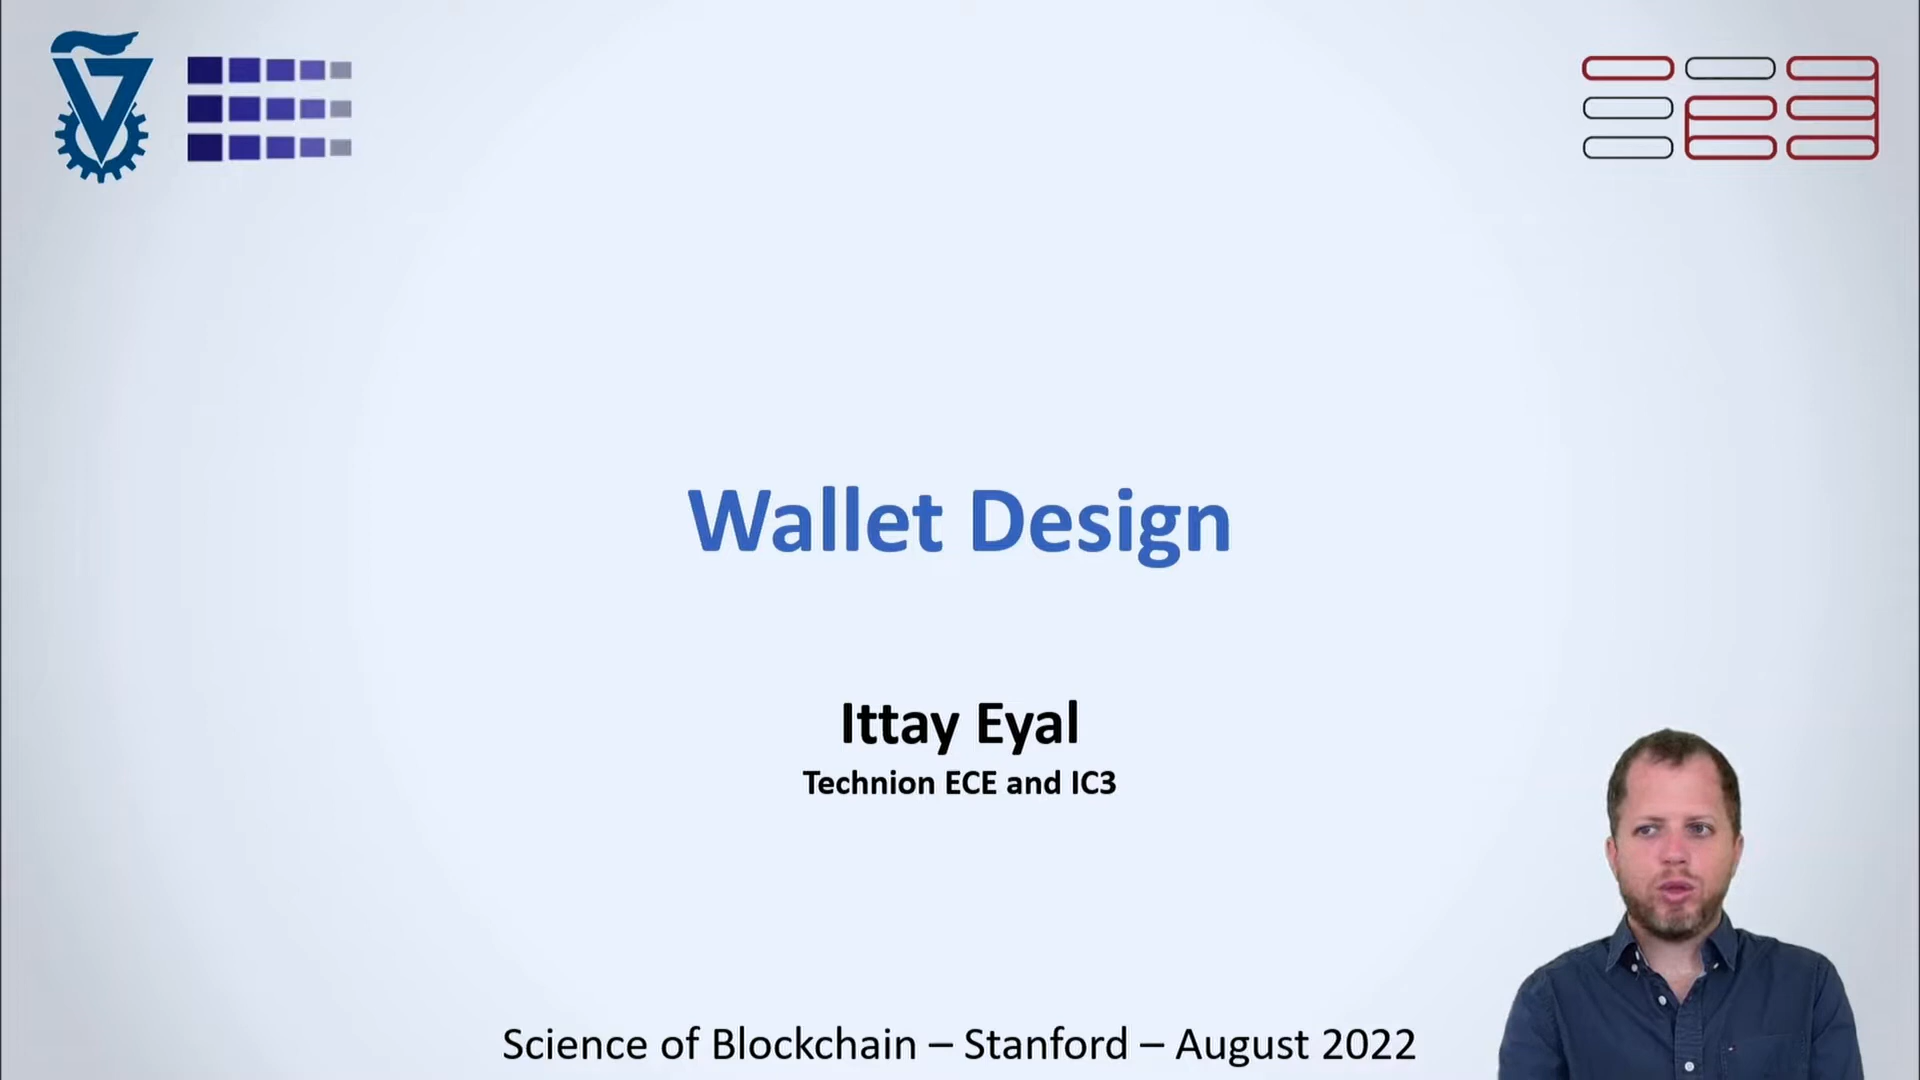 Wallet Design
Ittay Eyal
Technion ECE and IC3
Science of Blockchain – Stanford – August 2022